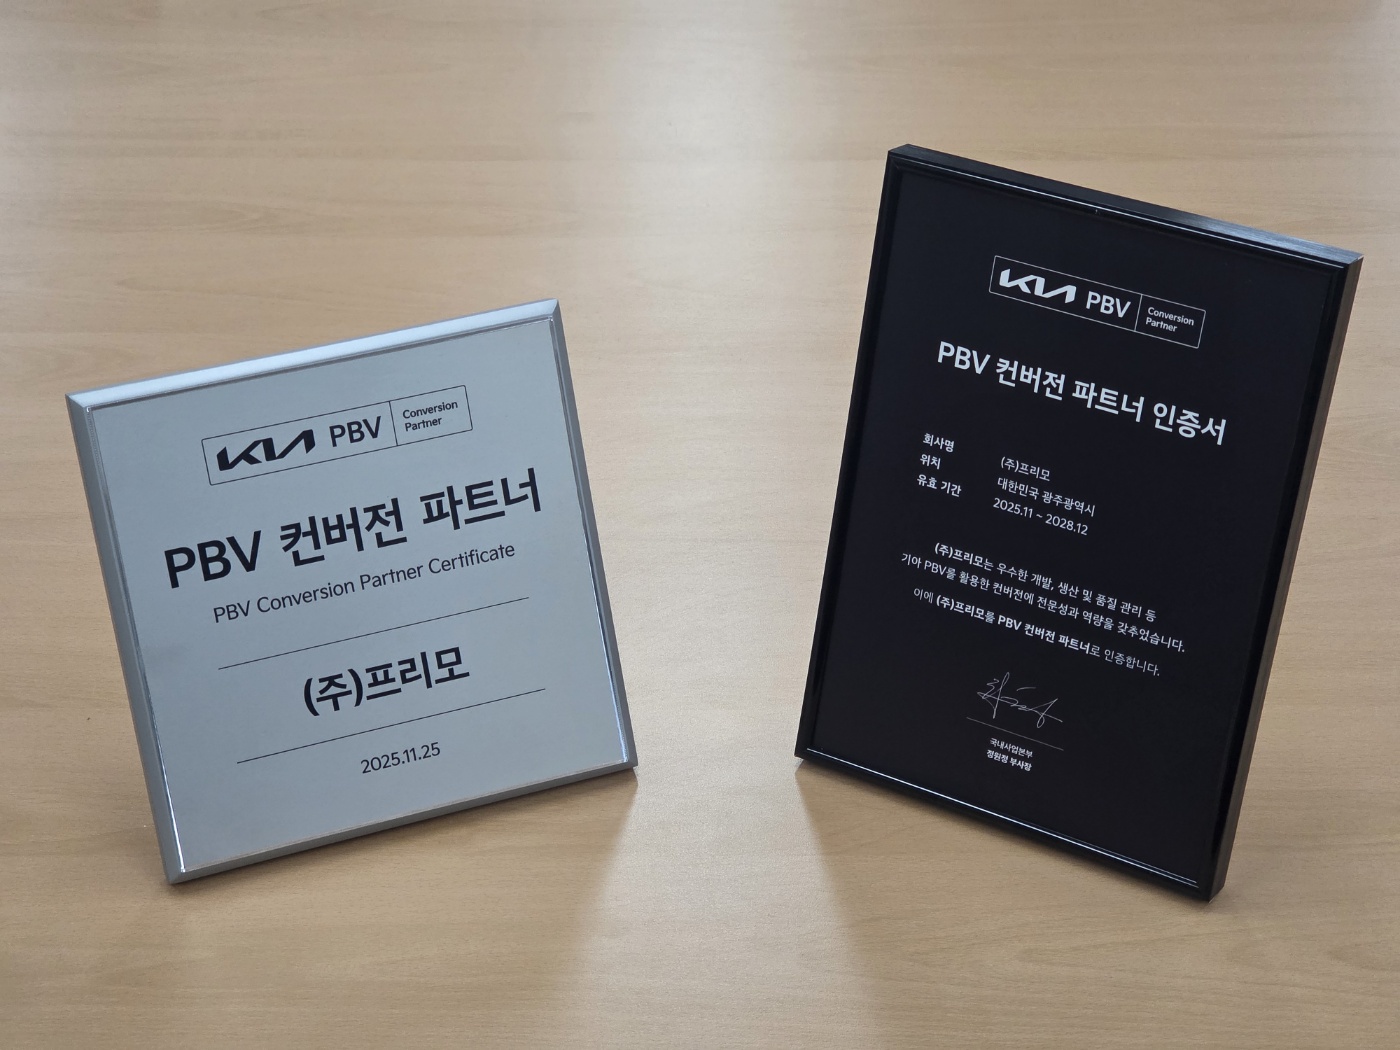 KIA PBV Conversion
Partner
PBV 컨버전 파트너
PBV Conversion Partner Certificate
(주)프리모
2025.11.25
KIA PBV Conversion
Partner
PBV 컨버전 파트너 인증서
회사명 (주)프리모
위치 대한민국 광주광역시
유효 기간 2025.11 ~ 2028.12
(주)프리모는 우수한 개발, 생산 및 품질 관리 등
기아 PBV를 활용한 컨버전에 전문성과 역량을 갖추었습니다.
이에 (주)프리모를 PBV 컨버전 파트너로 인증합니다.
국내사업본부
정원정 부사장